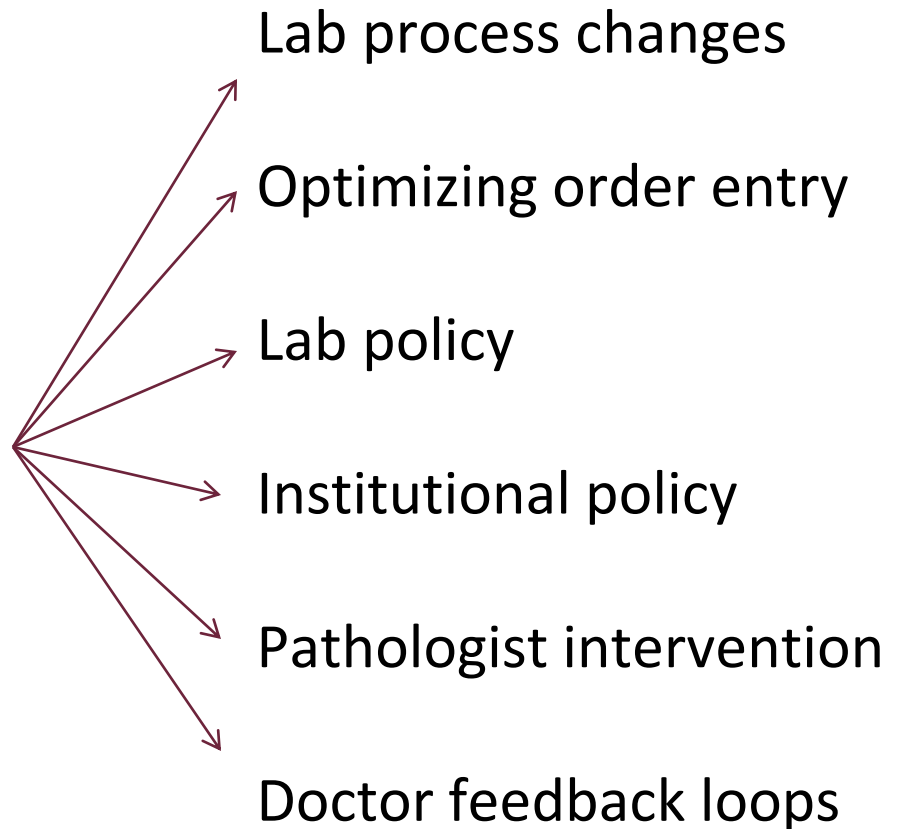 Lab process changes
Optimizing order entry
Lab policy
Institutional policy
Pathologist intervention
Doctor feedback loops